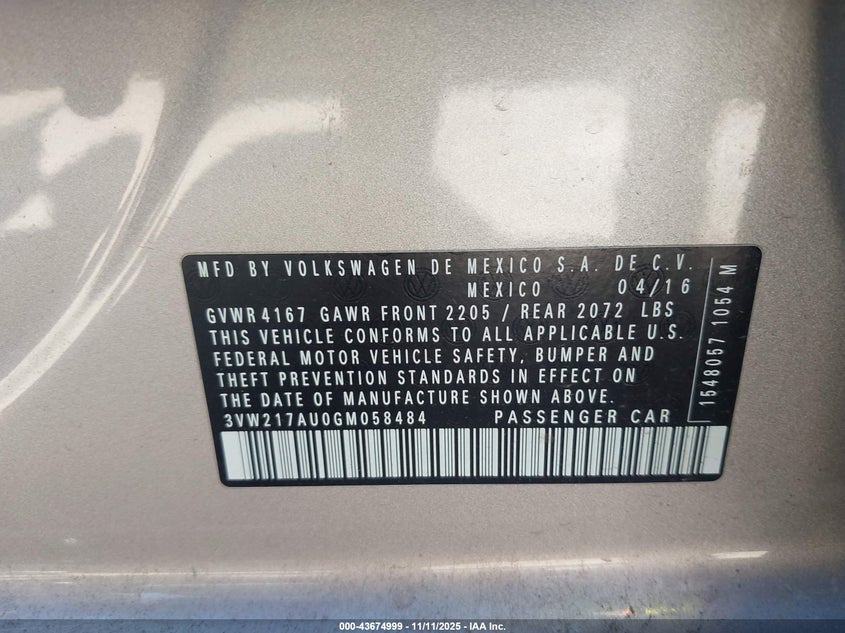 MFD BY VOLKSWAGEN DE MEXICO S.A. DE C.V.
MEXICO 04/16
GVWR 4167 GAWR FRONT 2205 / REAR 2072 LBS
THIS VEHICLE CONFORMS TO ALL APPLICABLE U.S.
FEDERAL MOTOR VEHICLE SAFETY, BUMPER AND
THEFT PREVENTION STANDARDS IN EFFECT ON
THE DATE OF MANUFACTURE SHOWN ABOVE.
3VW217AU0GM058484 PASSENGER CAR
1548057 1054 M
000-43674999 - 11/11/2025 - IAA Inc.